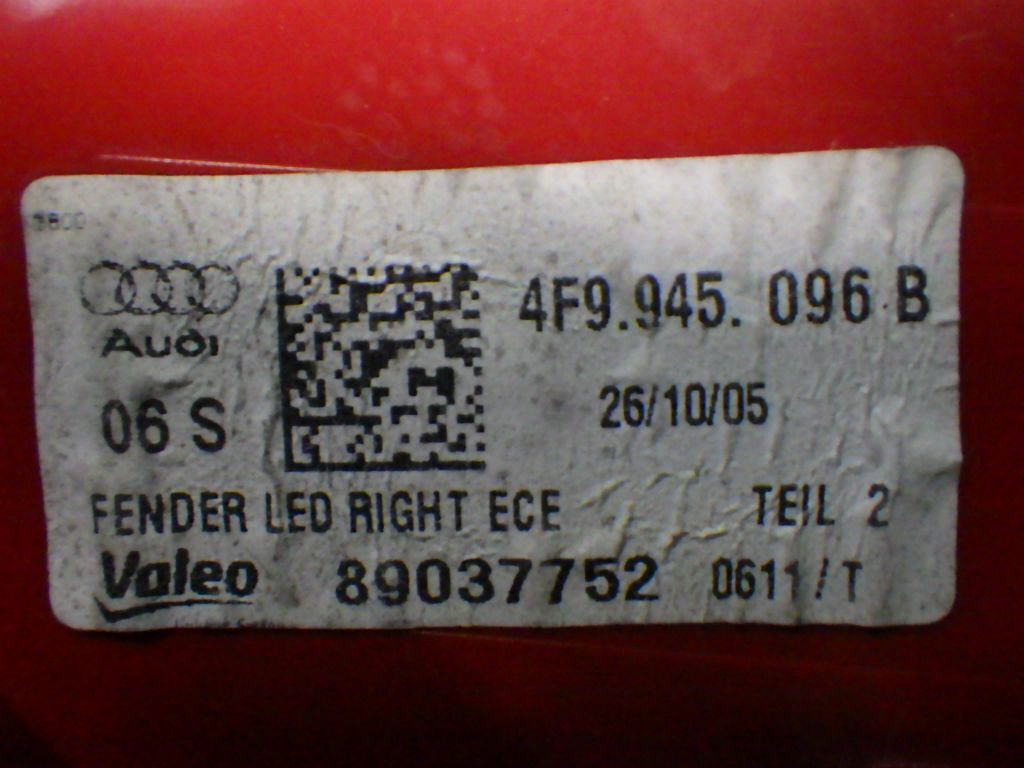 Audi
4F9.945.096 B
06 S
26/10/05
FENDER LED RIGHT ECE TEIL 2
Valeo 89037752 0611/T